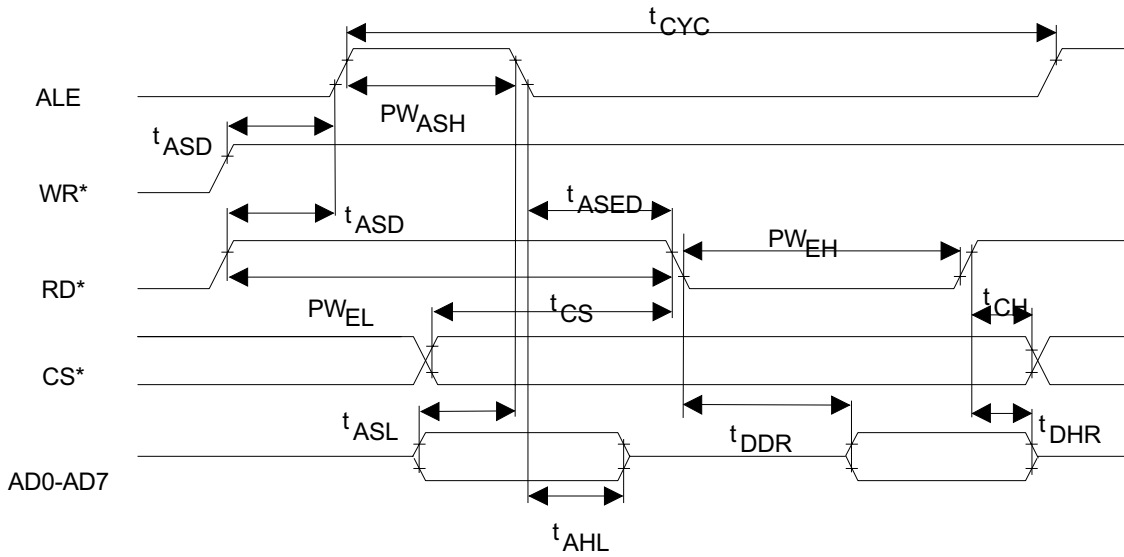 tCYC
ALE
PWASH
tASD
WR*
tASED
tASD
PWEH
RD*
PWEL
tCS
tCH
CS*
tASL
tDDR
tDHR
AD0-AD7
tAHL